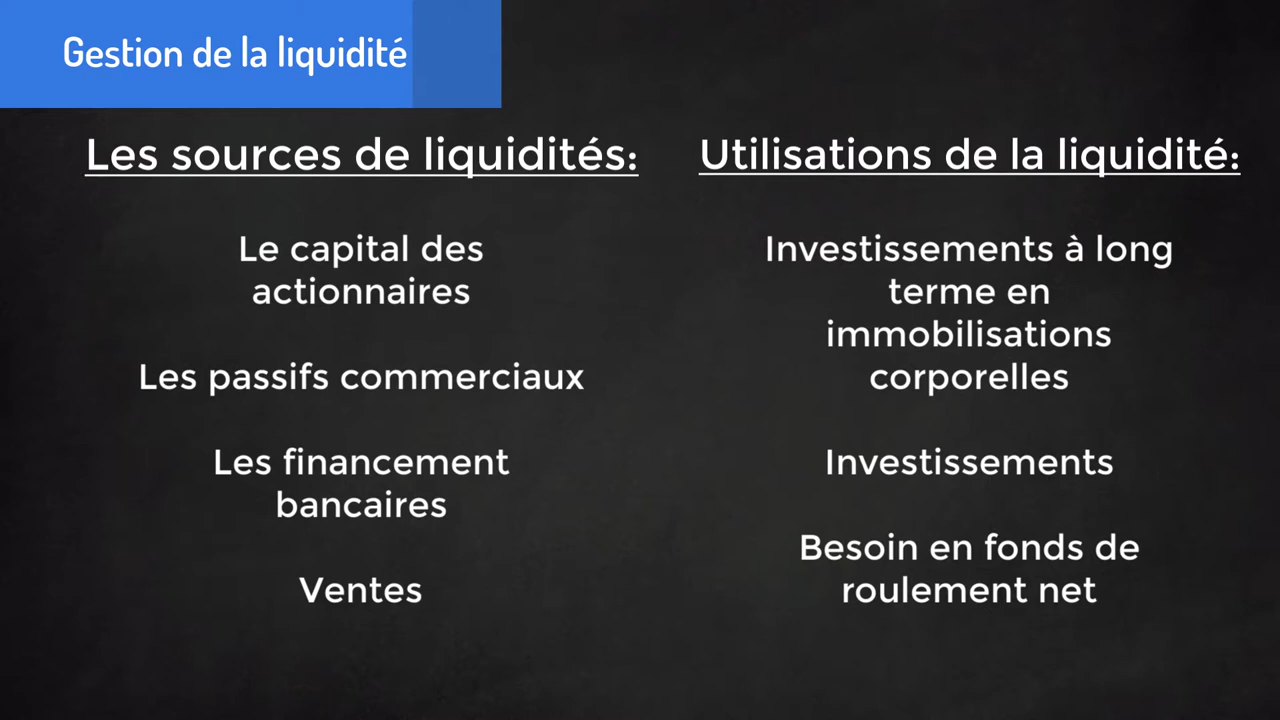 Gestion de la liquidité
Les sources de liquidités:
Le capital des
actionnaires
Les passifs commerciaux
Les financement
bancaires
Ventes
Utilisations de la liquidité:
Investissements à long
terme en
immobilisations
corporelles
Investissements
Besoin en fonds de
roulement net